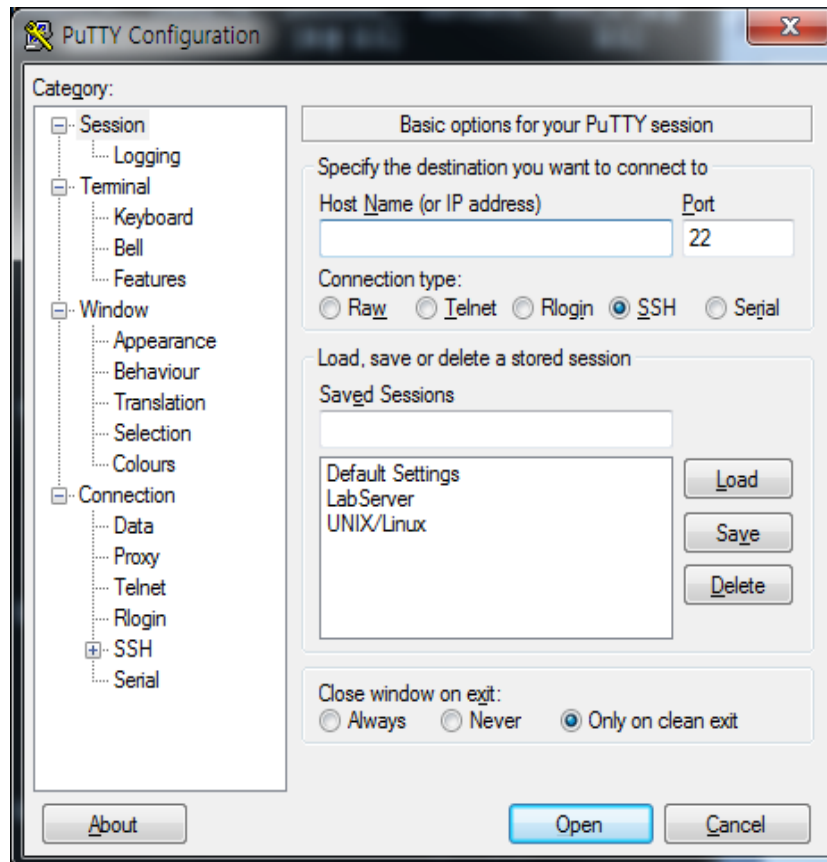 PuTTY Configuration
X
Category:
Session
Logging
Terminal
Keyboard
Bell
Features
Window
Appearance
Behaviour
Translation
Selection
Colours
Connection
Data
Proxy
Telnet
Rlogin
SSH
Serial
Basic options for your PuTTY session
Specify the destination you want to connect to
Host Name (or IP address) Port
22
Connection type:
Raw Telnet Rlogin SSH Serial
Load, save or delete a stored session
Saved Sessions
Default Settings
LabServer
UNIX/Linux
Load
Save
Delete
Close window on exit:
Always Never Only on clean exit
About Open Cancel